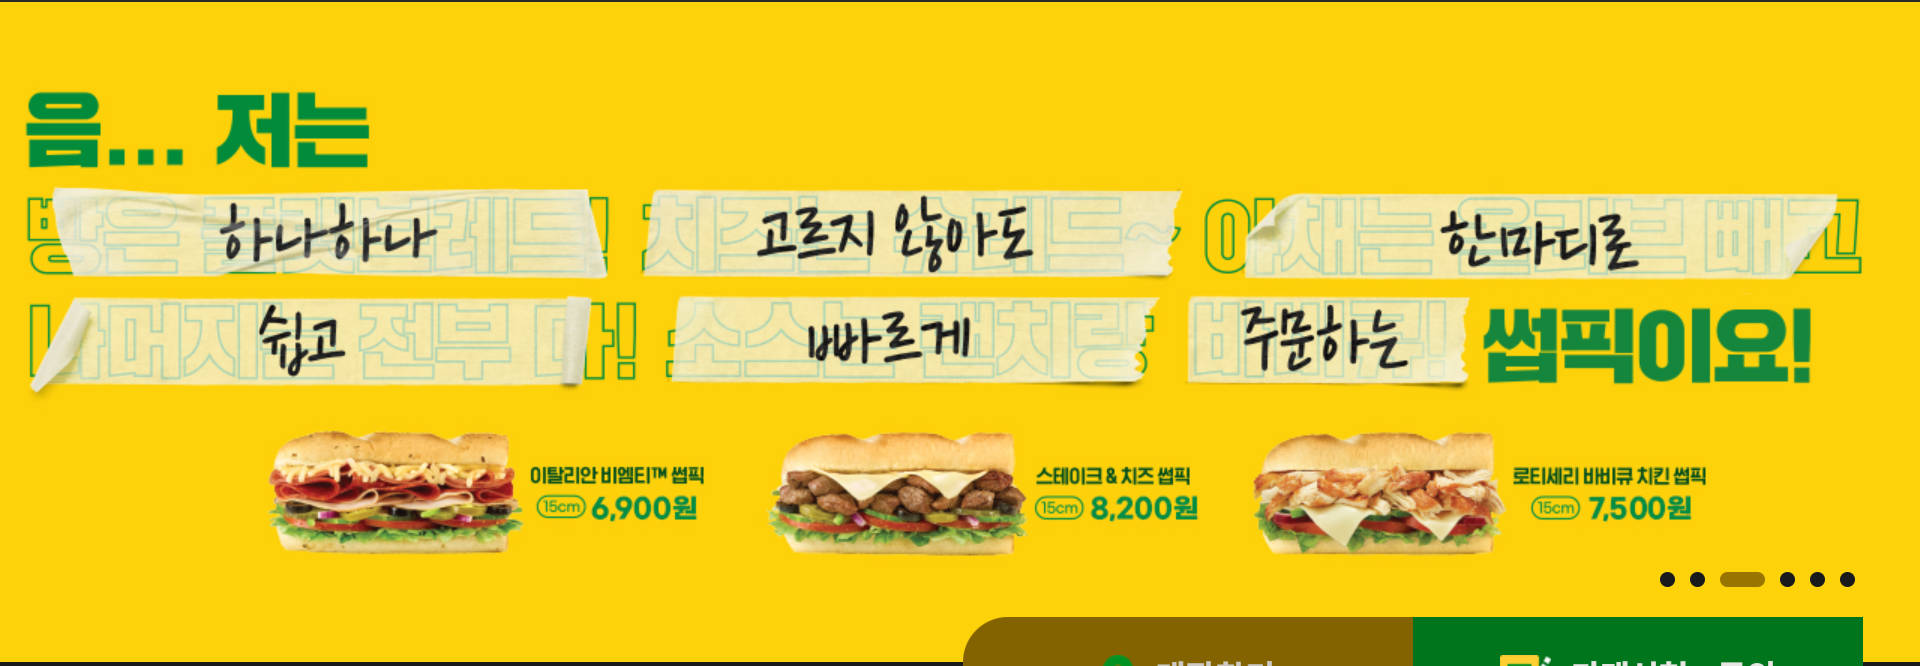 음... 저는
하나하나 고르지 않아도 한마디로
쉽고 빠르게 주문하는 썹픽이요!
이탈리안 비엠티™ 썹픽
15cm 6,900원
스테이크 & 치즈 썹픽
15cm 8,200원
로티세리 바비큐 치킨 썹픽
15cm 7,500원